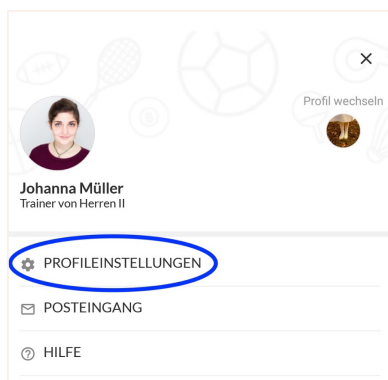 Profil wechseln
Johanna Müller
Trainer von Herren II
PROFILEINSTELLUNGEN
POSTEINGANG
HILFE